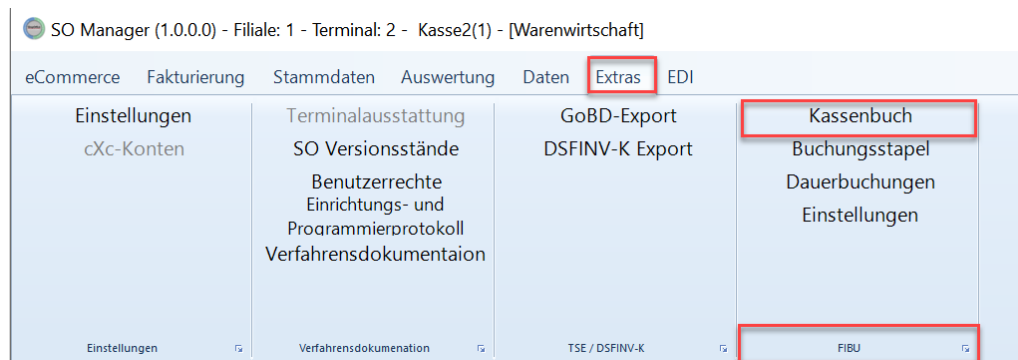 SO Manager (1.0.0.0) - Filiale: 1 - Terminal: 2 - Kasse2(1) - [Warenwirtschaft]
eCommerce Fakturierung Stammdaten Auswertung Daten Extras EDI
Einstellungen
cXc-Konten
Einstellungen
Terminalausstattung
SO Versionsstände
Benutzerrechte
Einrichtungs- und
Programmierprotokoll
Verfahrensdokumentaion
Verfahrensdokumenation
GoBD-Export
DSFINV-K Export
TSE / DSFINV-K
Kassenbuch
Buchungsstapel
Dauerbuchungen
Einstellungen
FIBU